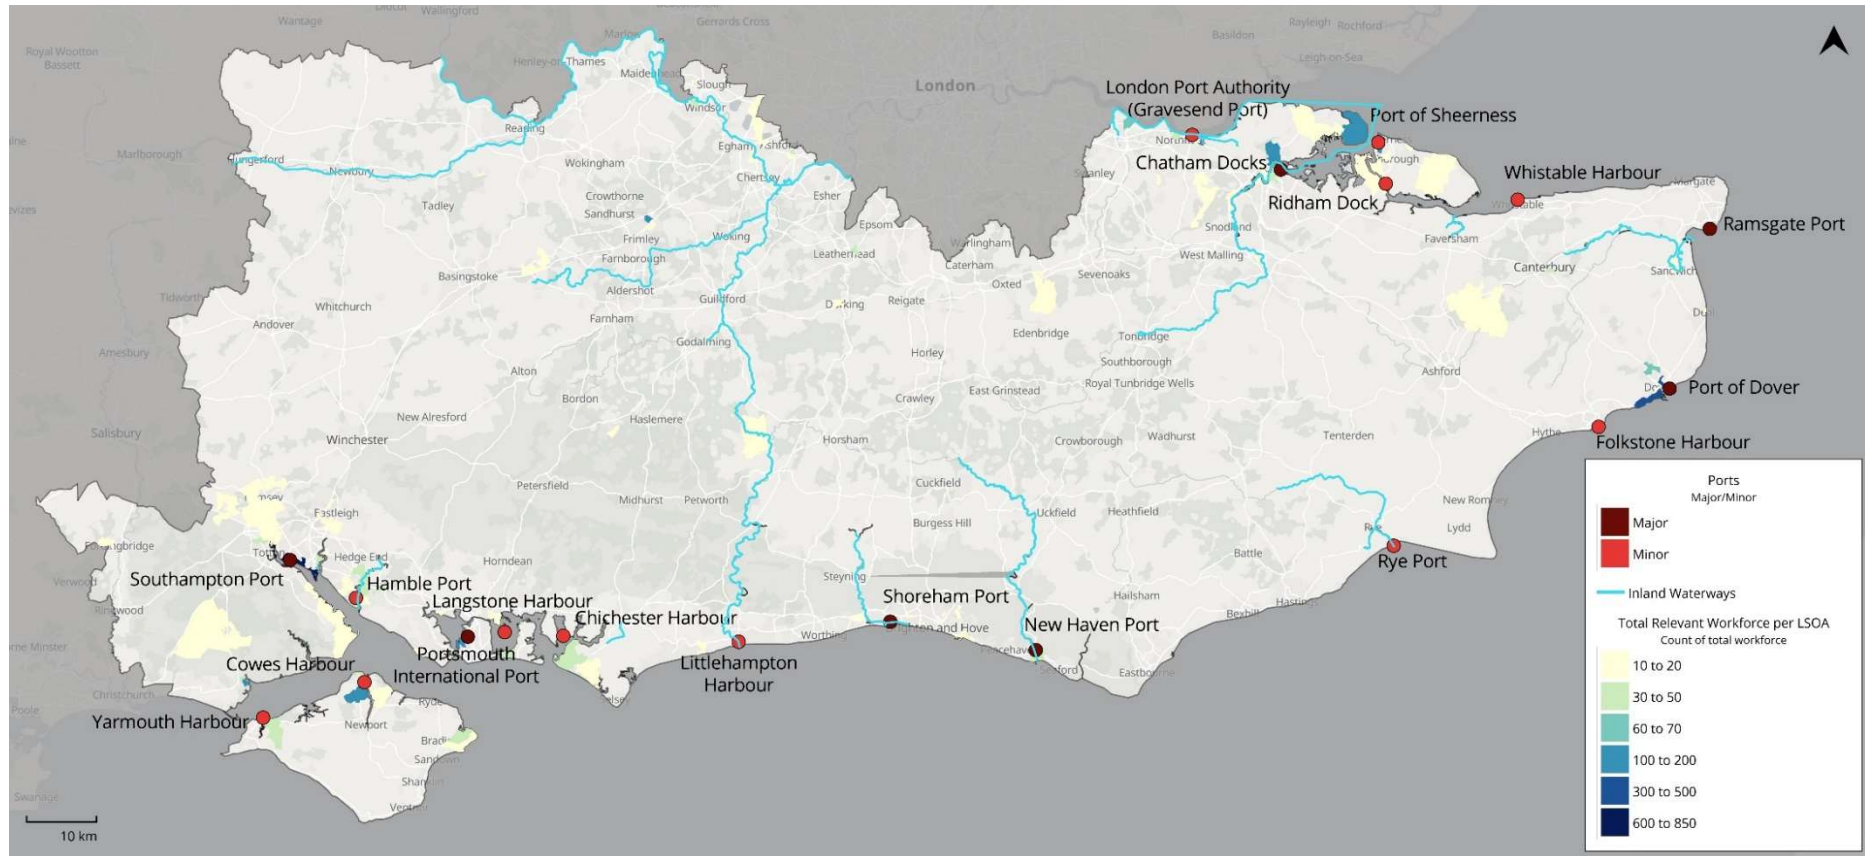 Wallingford
Wantage
Gerrards Cross
Rayleigh
Rochford
Marlow
Basildon
Royal Wootton
Bassett
Henley-on-Thames
Leigh-on-Sea
Maidenhead
Slough
London
London Port Authority
(Gravesend Port)
Windsor
Port of Sheerness
Reading
Egham
Marlborough
Wokingham
Chatham Docks
Hungerford
Newbury
Chertsey
Whistable Harbour
Crowthorne
Esher
Ridham Dock
Tadley
Sandhurst
Epsom
Snodland
Ramsgate Port
Frimley
Woking
Warlingham
Faversham
Farnborough
Leatherhead
West Malling
Basingstoke
Caterham
Sevenoaks
Canterbury
Sandwich
Aldershot
Oxted
Tidworth
Whitchurch
Guildford
Reigate
Andover
Farnham
Edenbridge
Tonbridge
Godalming
Amesbury
Horley
Southborough
Alton
Royal Tunbridge Wells
Ashford
Bordon
East Grinstead
Port of Dover
Crawley
New Alresford
Haslemere
Salisbury
Winchester
Horsham
Crowborough
Wadhurst
Tenterden
Hythe
Folkstone Harbour
Petersfield
Cuckfield
Midhurst
Petworth
New Romney
Eastleigh
Uckfield
Heathfield
Burgess Hill
Lydd
Fordingbridge
Totton
Hedge End
Horndean
Battle
Rye Port
Verwood
Southampton Port
Hamble Port
Steyning
Ringwood
Langstone Harbour
Shoreham Port
Hailsham
Chichester Harbour
Bexhill
Hastings
Worthing
Brighton and Hove
New Haven Port
Portsmouth
International Port
Cowes Harbour
Littlehampton
Harbour
Peacehaven
Seaford
Eastbourne
Christchurch
Selsey
Ryde
Poole
Yarmouth Harbour
Newport
Sandown
Swanage
Ventnor
10 km
Ports
Major/Minor
Major
Minor
Inland Waterways
Total Relevant Workforce per LSOA
Count of total workforce
10 to 20
30 to 50
60 to 70
100 to 200
300 to 500
600 to 850